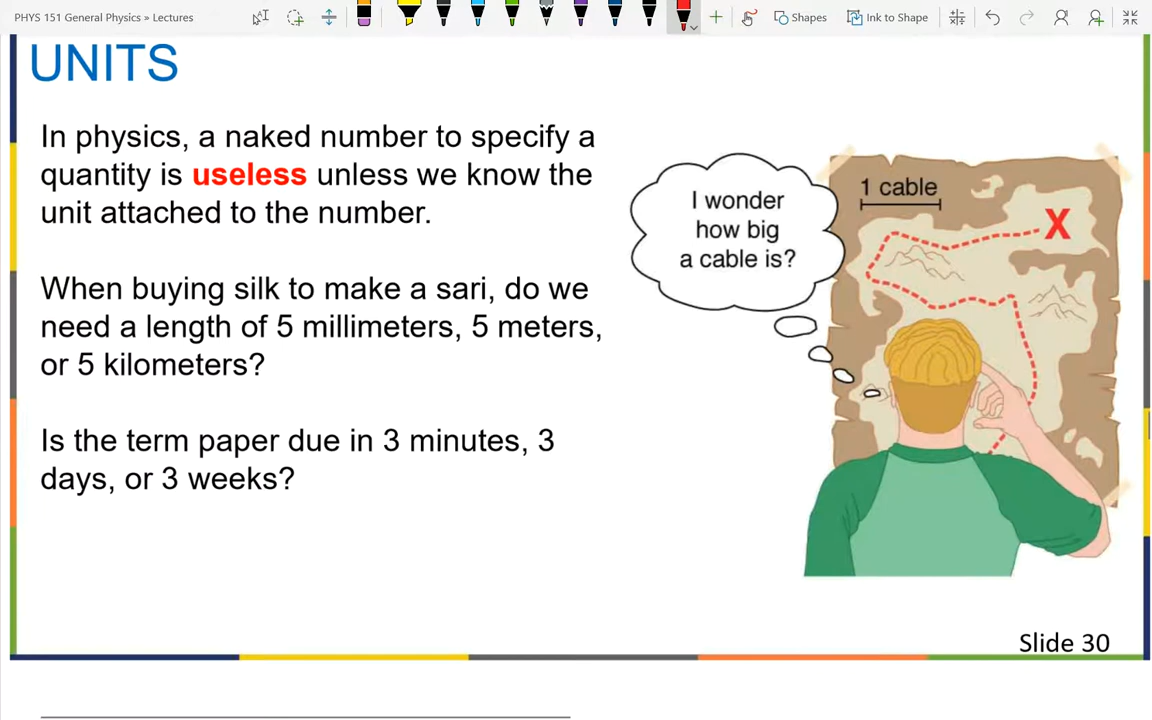 PHYS 151 General Physics » Lectures
Shapes
Ink to Shape
UNITS
In physics, a naked number to specify a
quantity is useless unless we know the
unit attached to the number.
When buying silk to make a sari, do we
need a length of 5 millimeters, 5 meters,
or 5 kilometers?
Is the term paper due in 3 minutes, 3
days, or 3 weeks?
I wonder
how big
a cable is?
1 cable
X
Slide 30